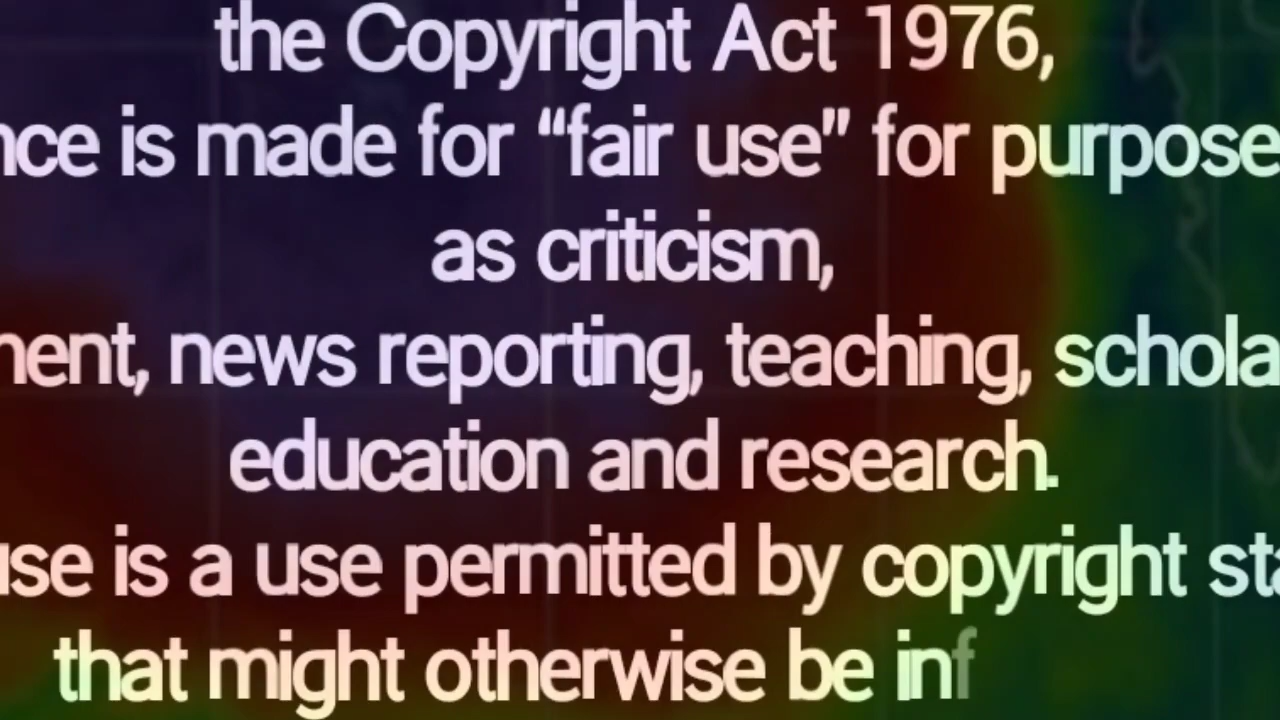 the Copyright Act 1976,
nce is made for “fair use” for purpose
as criticism,
nent, news reporting, teaching, schola
education and research.
use is a use permitted by copyright sta
that might otherwise be inf